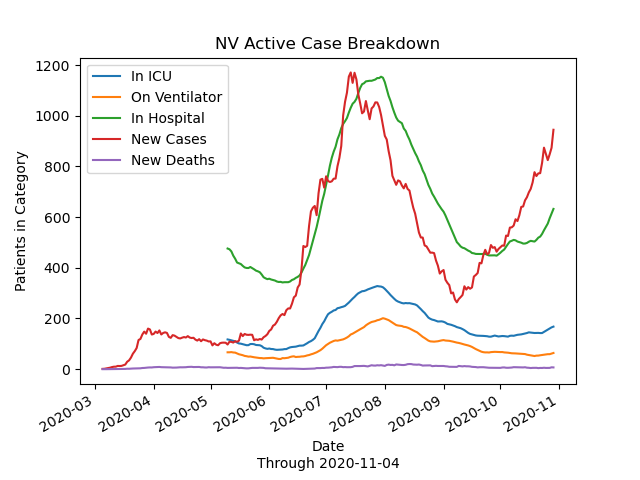 NV Active Case Breakdown
In ICU
On Ventilator
In Hospital
New Cases
New Deaths
Patients in Category
1200
1000
800
600
400
200
0
2020-03
2020-04
2020-05
2020-06
2020-07
2020-08
2020-09
2020-10
2020-11
Date
Through 2020-11-04